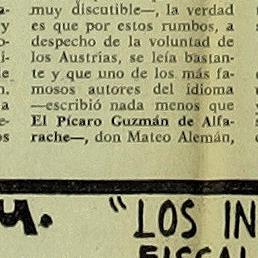 muy discutible—, la verdad
es que por estos rumbos, a
despecho de la voluntad de
los Austrias, se leía bastan-
te y que uno de los más fa-
mosos autores del idioma
—escribió nada menos que
El Pícaro Guzmán de Alfa-
rache—, don Mateo Alemán,
"LOS IN